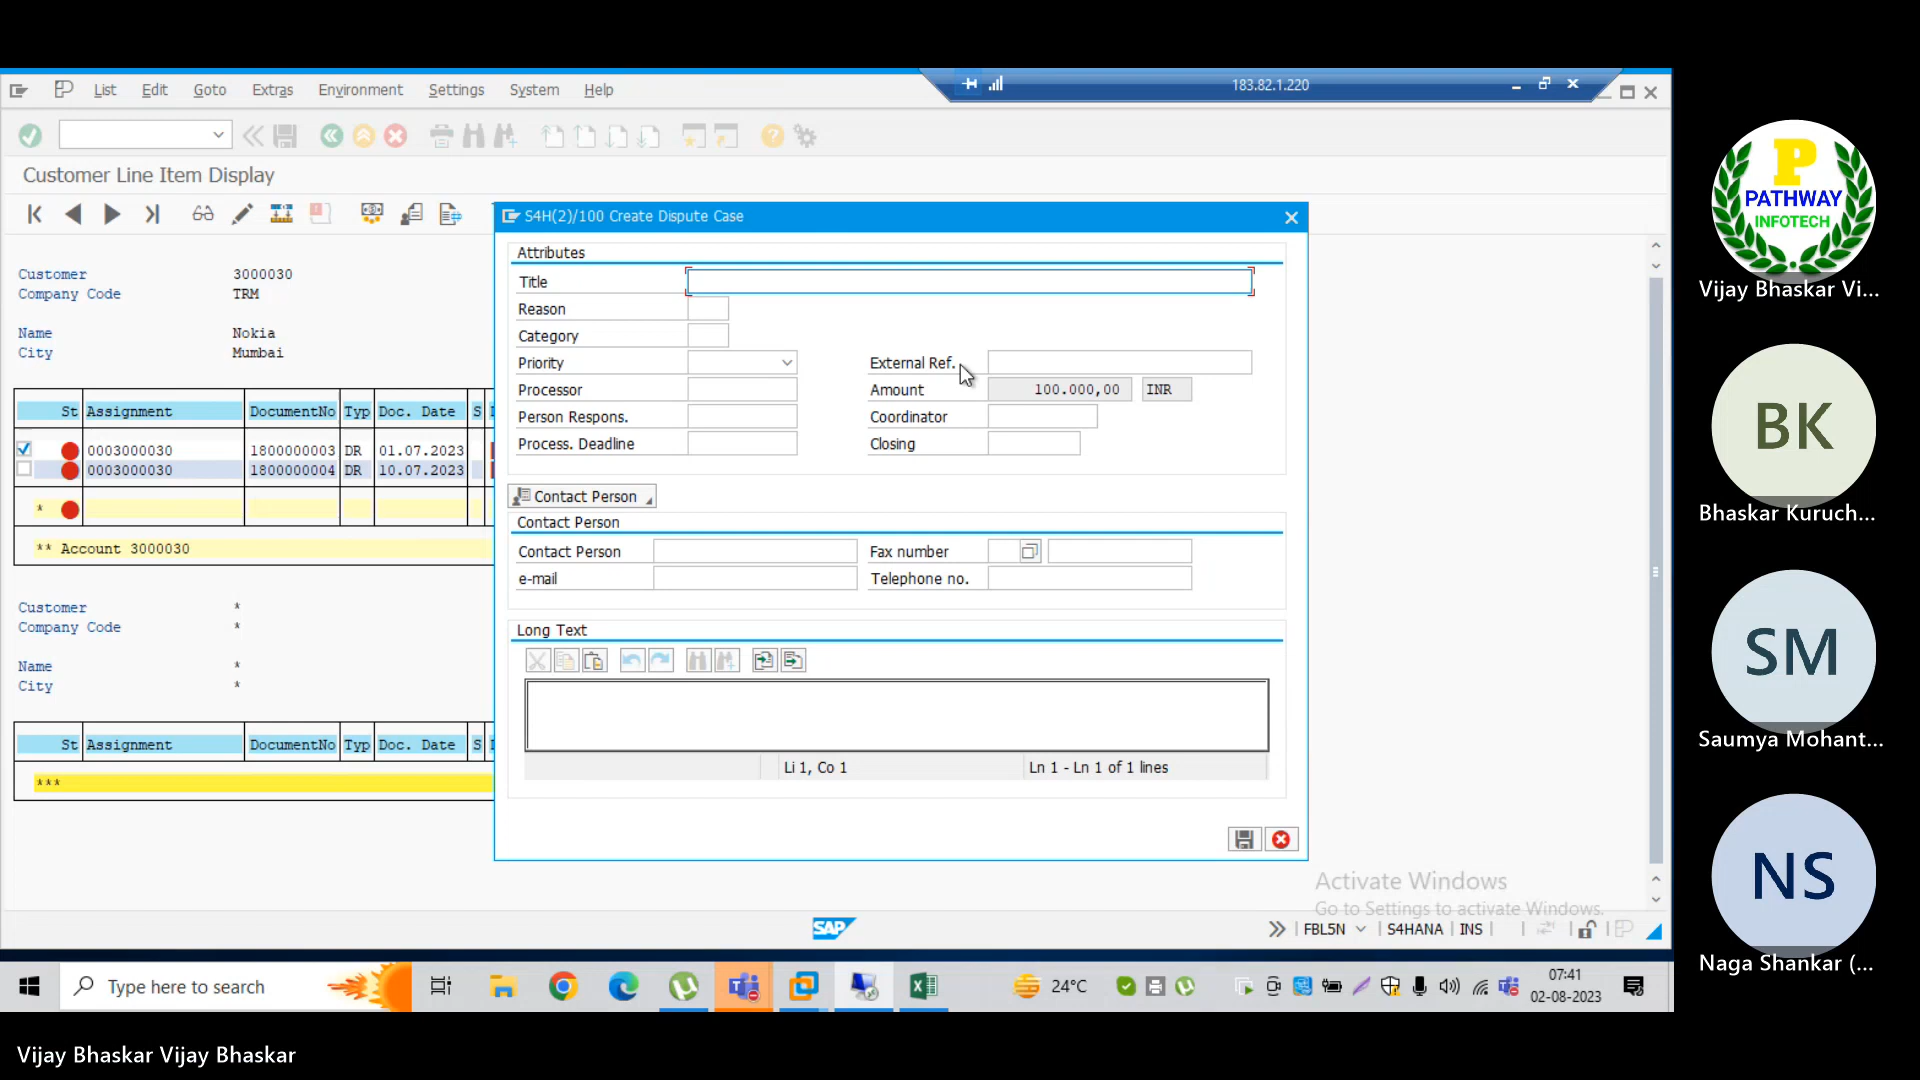 183.82.1.220
List Edit Goto Extras Environment Settings System Help
Customer Line Item Display
Customer 3000030
Company Code TRM
Name Nokia
City Mumbai
St Assignment DocumentNo Typ Doc. Date S
0003000030 1800000003 DR 01.07.2023
0003000030 1800000004 DR 10.07.2023
*
** Account 3000030
Customer *
Company Code *
Name *
City *
St Assignment DocumentNo Typ Doc. Date S
***
S4H(2)/100 Create Dispute Case
Attributes
Title
Reason
Category
Priority External Ref.
Processor Amount 100.000,00 INR
Person Respons. Coordinator
Process. Deadline Closing
Contact Person
Contact Person
Contact Person Fax number
e-mail Telephone no.
Long Text
Li 1, Co 1 Ln 1 - Ln 1 of 1 lines
Activate Windows
Go to Settings to activate Windows.
SAP
FBL5N S4HANA INS
Type here to search
24°C
07:41
02-08-2023
P
PATHWAY
INFOTECH
Vijay Bhaskar Vi...
BK
Bhaskar Kuruch...
SM
Saumya Mohant...
NS
Naga Shankar (...
Vijay Bhaskar Vijay Bhaskar